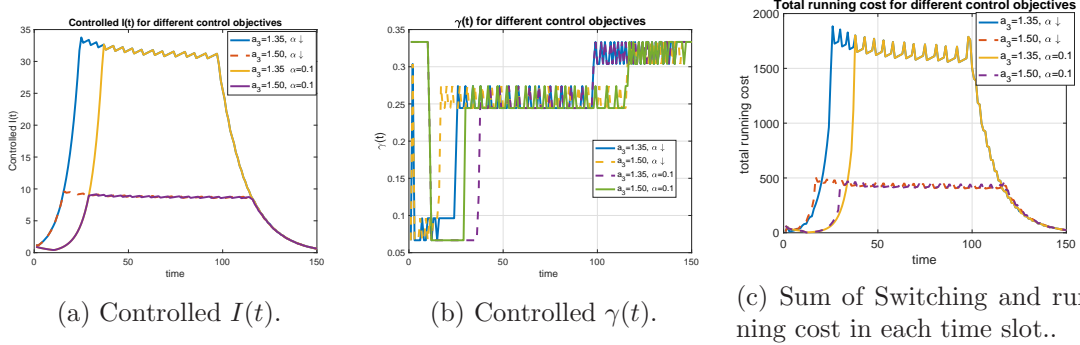 Controlled I(t) for different control objectives
35
30
25
20
15
10
5
0
Controlled I(t)
a3=1.35, α ↓
a3=1.50, α ↓
a3=1.35, α=0.1
a3=1.50, α=0.1
0 50 100 150
time
(a) Controlled I(t).
γ(t) for different control objectives
0.35
0.3
0.25
0.2
0.15
0.1
0.05
γ(t)
a3=1.35, α ↓
a3=1.50, α ↓
a3=1.35, α=0.1
a3=1.50, α=0.1
0 50 100 150
time
(b) Controlled γ(t).
Total running cost for different control objectives
2000
1500
1000
500
0
total running cost
a3=1.35, α ↓
a3=1.50, α ↓
a3=1.35, α=0.1
a3=1.50, α=0.1
0 50 100 150
time
(c) Sum of Switching and run
ning cost in each time slot..